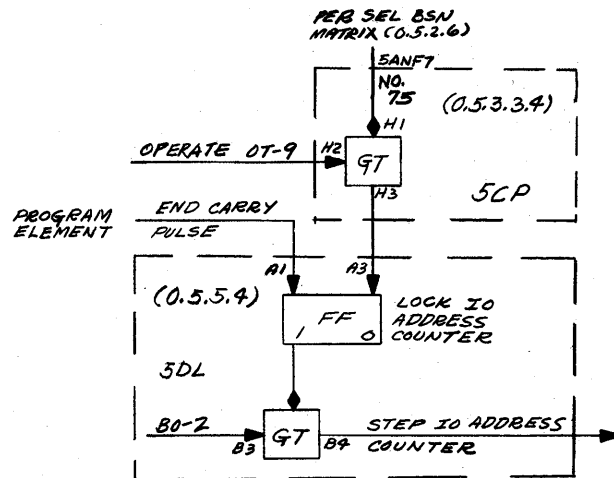 PER SEL BSN
MATRIX (0.5.2.6)
5ANF7
NO.
75
(0.5.3.3.4)
H1
OPERATE OT-9
H2
GT
H3
5CP
PROGRAM
ELEMENT
END CARRY
PULSE
A1
A3
(0.5.5.4)
FF
1
0
LOCK IO
ADDRESS
COUNTER
5DL
BO-2
B3
GT
B4
STEP IO ADDRESS
COUNTER